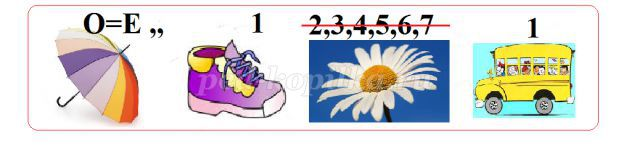 O=E ,, 1 2,3,4,5,6,7 1